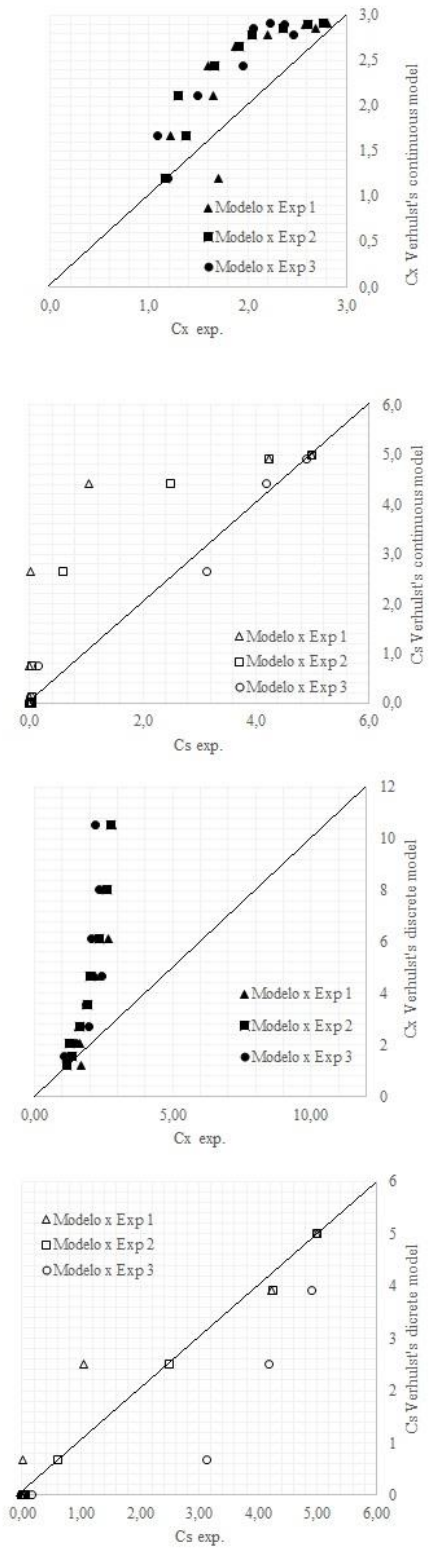 3,0
2,5
2,0
1,5
1,0
0,5
0,0
Cx Verhulst's continuous model
Modelo x Exp 1
Modelo x Exp 2
Modelo x Exp 3
0,0 1,0 2,0 3,0
Cx exp.
6,0
5,0
4,0
3,0
2,0
1,0
0,0
Cs Verhulst's continuous model
Modelo x Exp 1
Modelo x Exp 2
Modelo x Exp 3
0,0 2,0 4,0 6,0
Cs exp.
12
10
8
6
4
2
0
Cx Verhulst's discrete model
Modelo x Exp 1
Modelo x Exp 2
Modelo x Exp 3
0,00 5,00 10,00
Cx exp.
6
5
4
3
2
1
0
Cs Verhulst's dicrete model
Modelo x Exp 1
Modelo x Exp 2
Modelo x Exp 3
0,00 1,00 2,00 3,00 4,00 5,00 6,00
Cs exp.